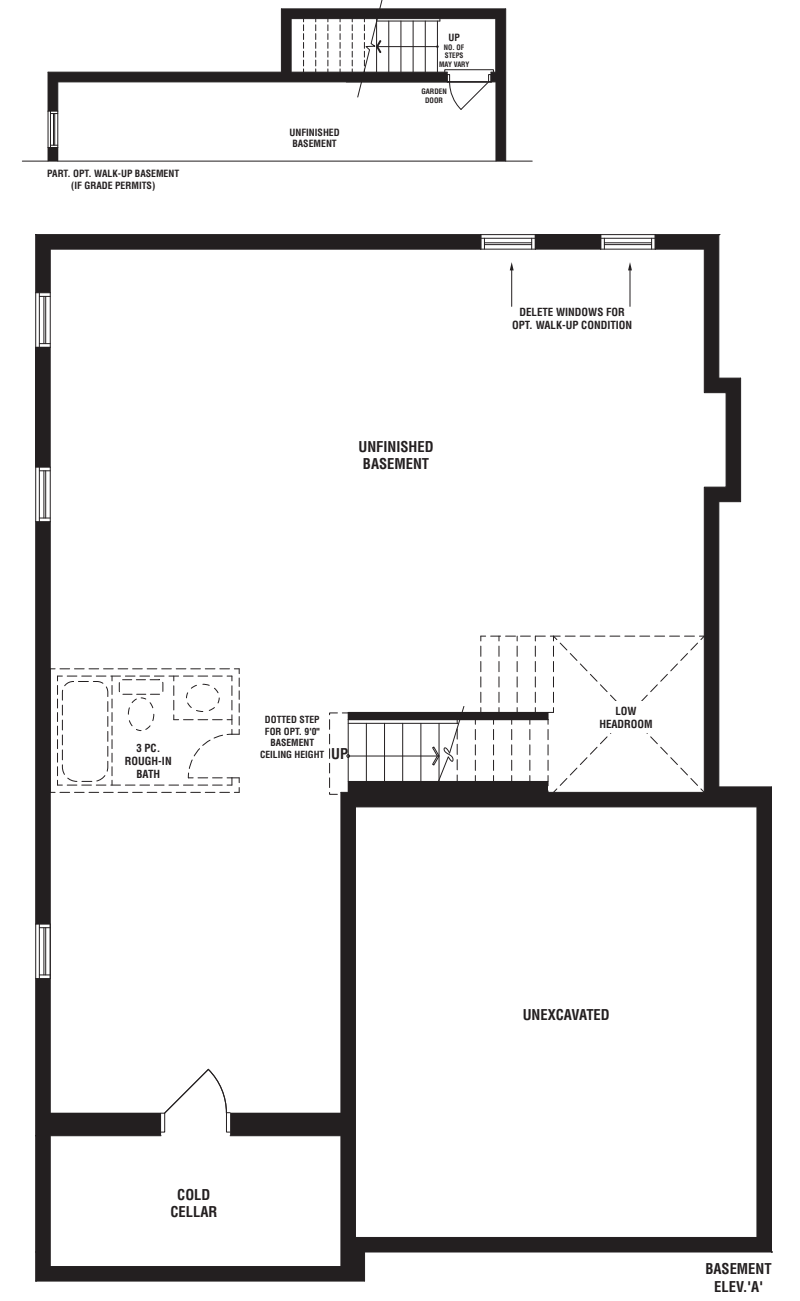 UP
NO. OF
STEPS
MAY VARY
GARDEN
DOOR
UNFINISHED
BASEMENT
PART. OPT. WALK-UP BASEMENT
(IF GRADE PERMITS)
DELETE WINDOWS FOR
OPT. WALK-UP CONDITION
UNFINISHED
BASEMENT
LOW
HEADROOM
DOTTED STEP
FOR OPT. 9'0"
BASEMENT
CEILING HEIGHT
UP
3 PC.
ROUGH-IN
BATH
UNEXCAVATED
COLD
CELLAR
BASEMENT
ELEV.'A'